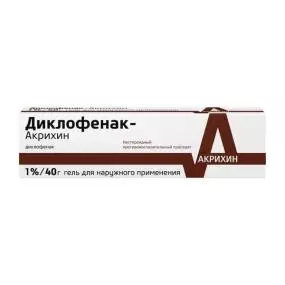 Диклофенак-
Акрихин
диклофенак
Нестероидный
противовоспалительный препарат
АКРИХИН
1%/40г гель для наружного применения